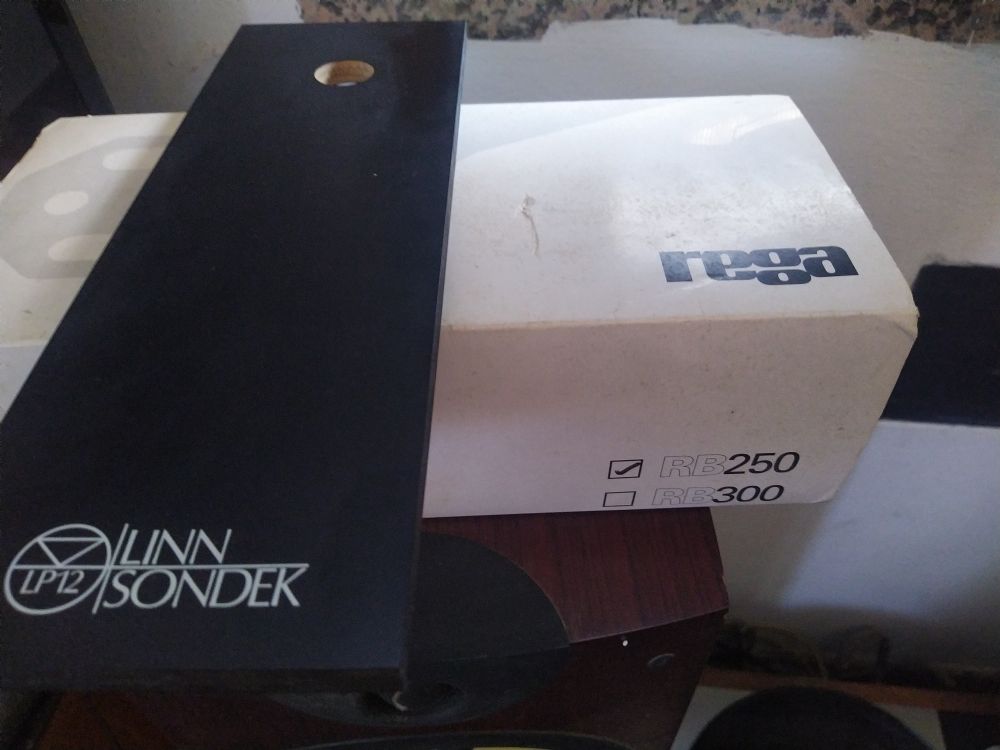 rega
RB250
RB300
LP12
LINN
SONDEK